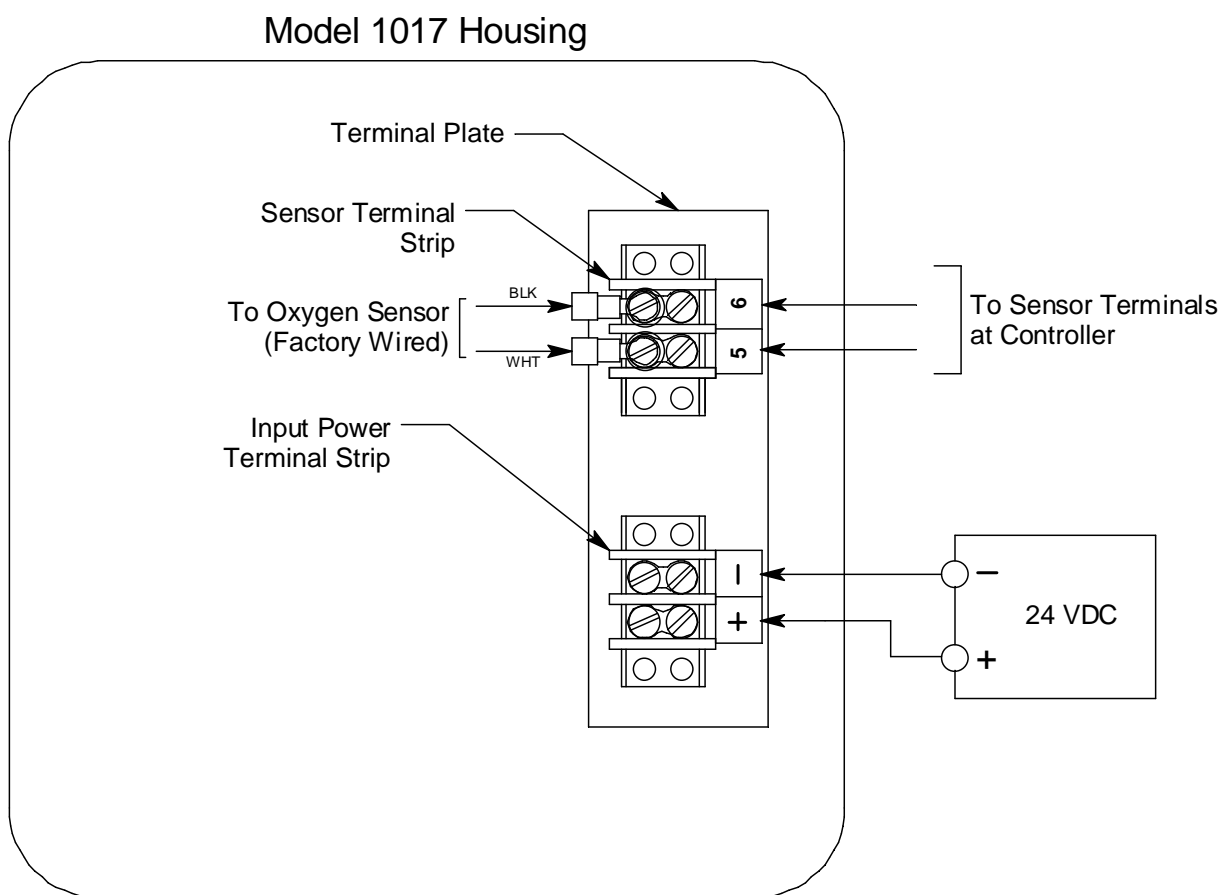 Model 1017 Housing
Terminal Plate
Sensor Terminal
Strip
BLK
6
To Oxygen Sensor
(Factory Wired)
To Sensor Terminals
at Controller
5
WHT
Input Power
Terminal Strip
−
−
24 VDC
+
+